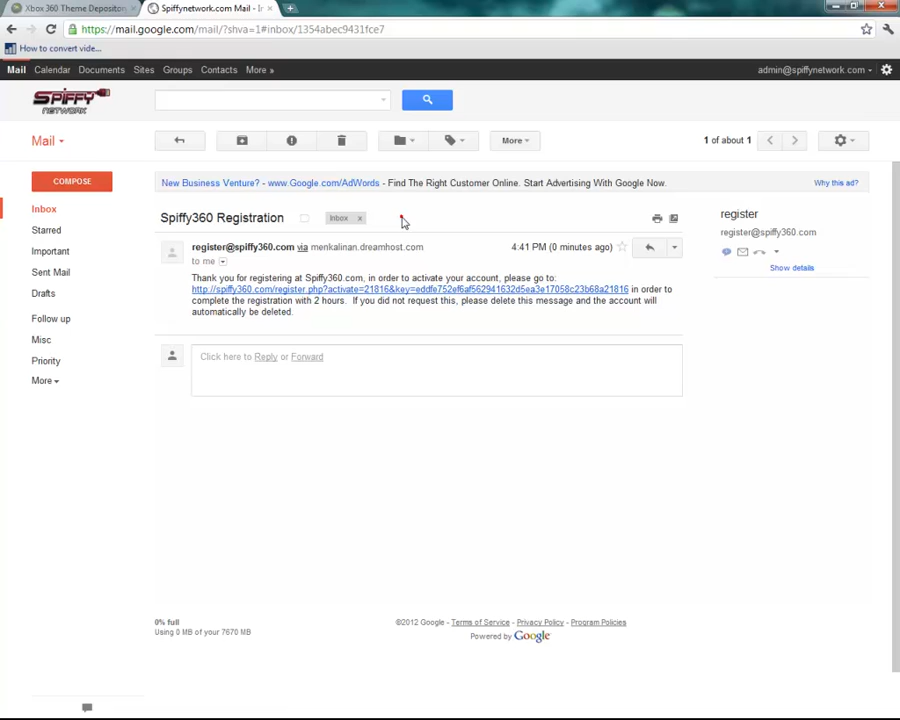 Xbox 360 Theme Depository
Spiffynetwork.com Mail - In
https://mail.google.com/mail/?shva=1#inbox/1354abec9431fce7
How to convert vide...
Mail Calendar Documents Sites Groups Contacts More »
admin@spiffynetwork.com
SPIFFY
NETWORK
Mail
More
1 of about 1
COMPOSE
New Business Venture? - www.Google.com/AdWords - Find The Right Customer Online. Start Advertising With Google Now.
Why this ad?
Inbox
Starred
Important
Sent Mail
Drafts
Follow up
Misc
Priority
More
Spiffy360 Registration
Inbox x
register@spiffy360.com via menkalinan.dreamhost.com
4:41 PM (0 minutes ago)
to me
Thank you for registering at Spiffy360.com, in order to activate your account, please go to:
http://spiffy360.com/register.php?activate=21816&key=eddfe752ef6af562941632d5ea3e17058c23b68a21816 in order to
complete the registration with 2 hours. If you did not request this, please delete this message and the account will
automatically be deleted.
Click here to Reply or Forward
register
register@spiffy360.com
Show details
0% full
Using 0 MB of your 7670 MB
©2012 Google - Terms of Service - Privacy Policy - Program Policies
Powered by Google